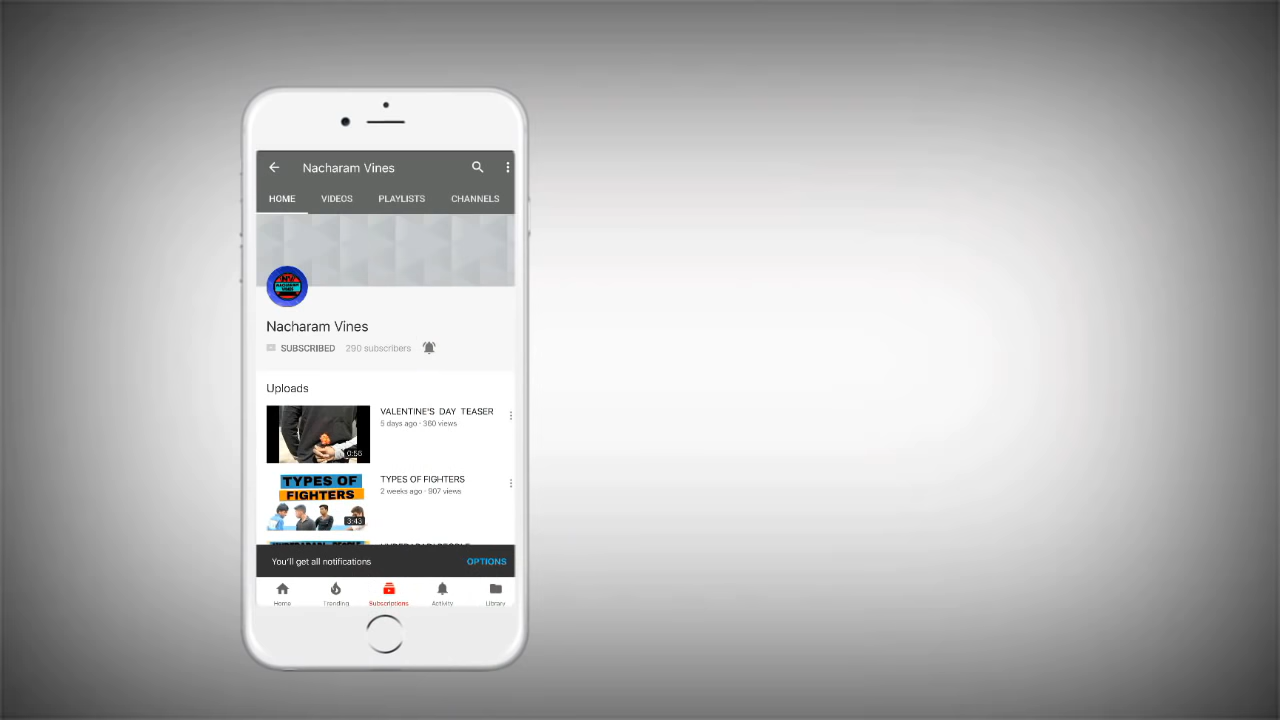 Nacharam Vines
HOME VIDEOS PLAYLISTS CHANNELS
Nacharam Vines
SUBSCRIBED 290 subscribers
Uploads
VALENTINE'S DAY TEASER
5 days ago · 360 views
0:56
TYPES OF FIGHTERS
TYPES OF FIGHTERS
2 weeks ago · 907 views
3:43
You'll get all notifications OPTIONS
Home Trending Subscriptions Activity Library